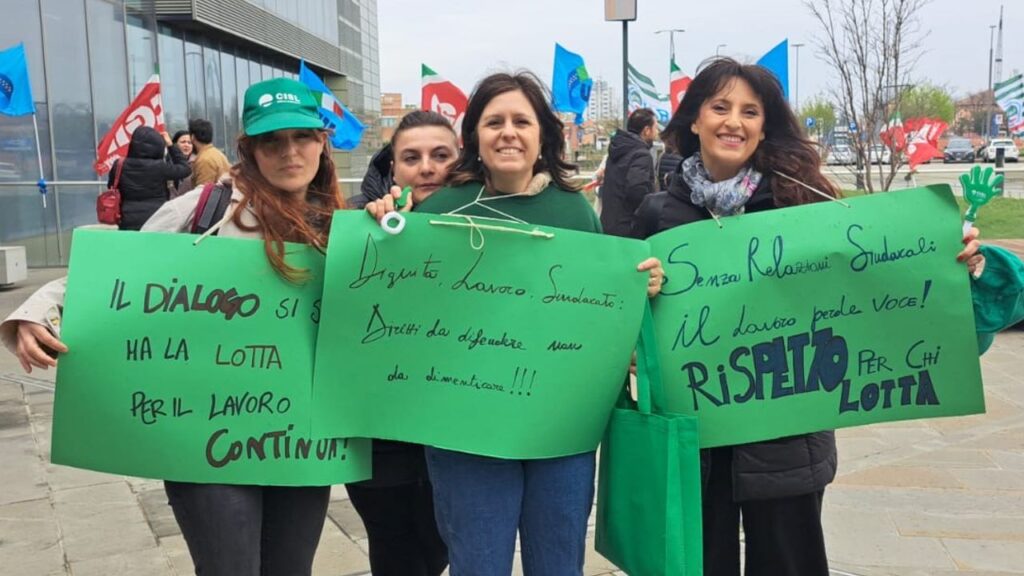 CISL
IL DIALOGO SI S
HA LA LOTTA
PER IL LAVORO
CONTINUA!
Dignità, Lavoro, Sindacato:
Diritti da difendere non
da dimenticare!!!
Senza Relazioni Sindacali
il lavoro perde voce!
RISPETTO PER CHI
LOTTA